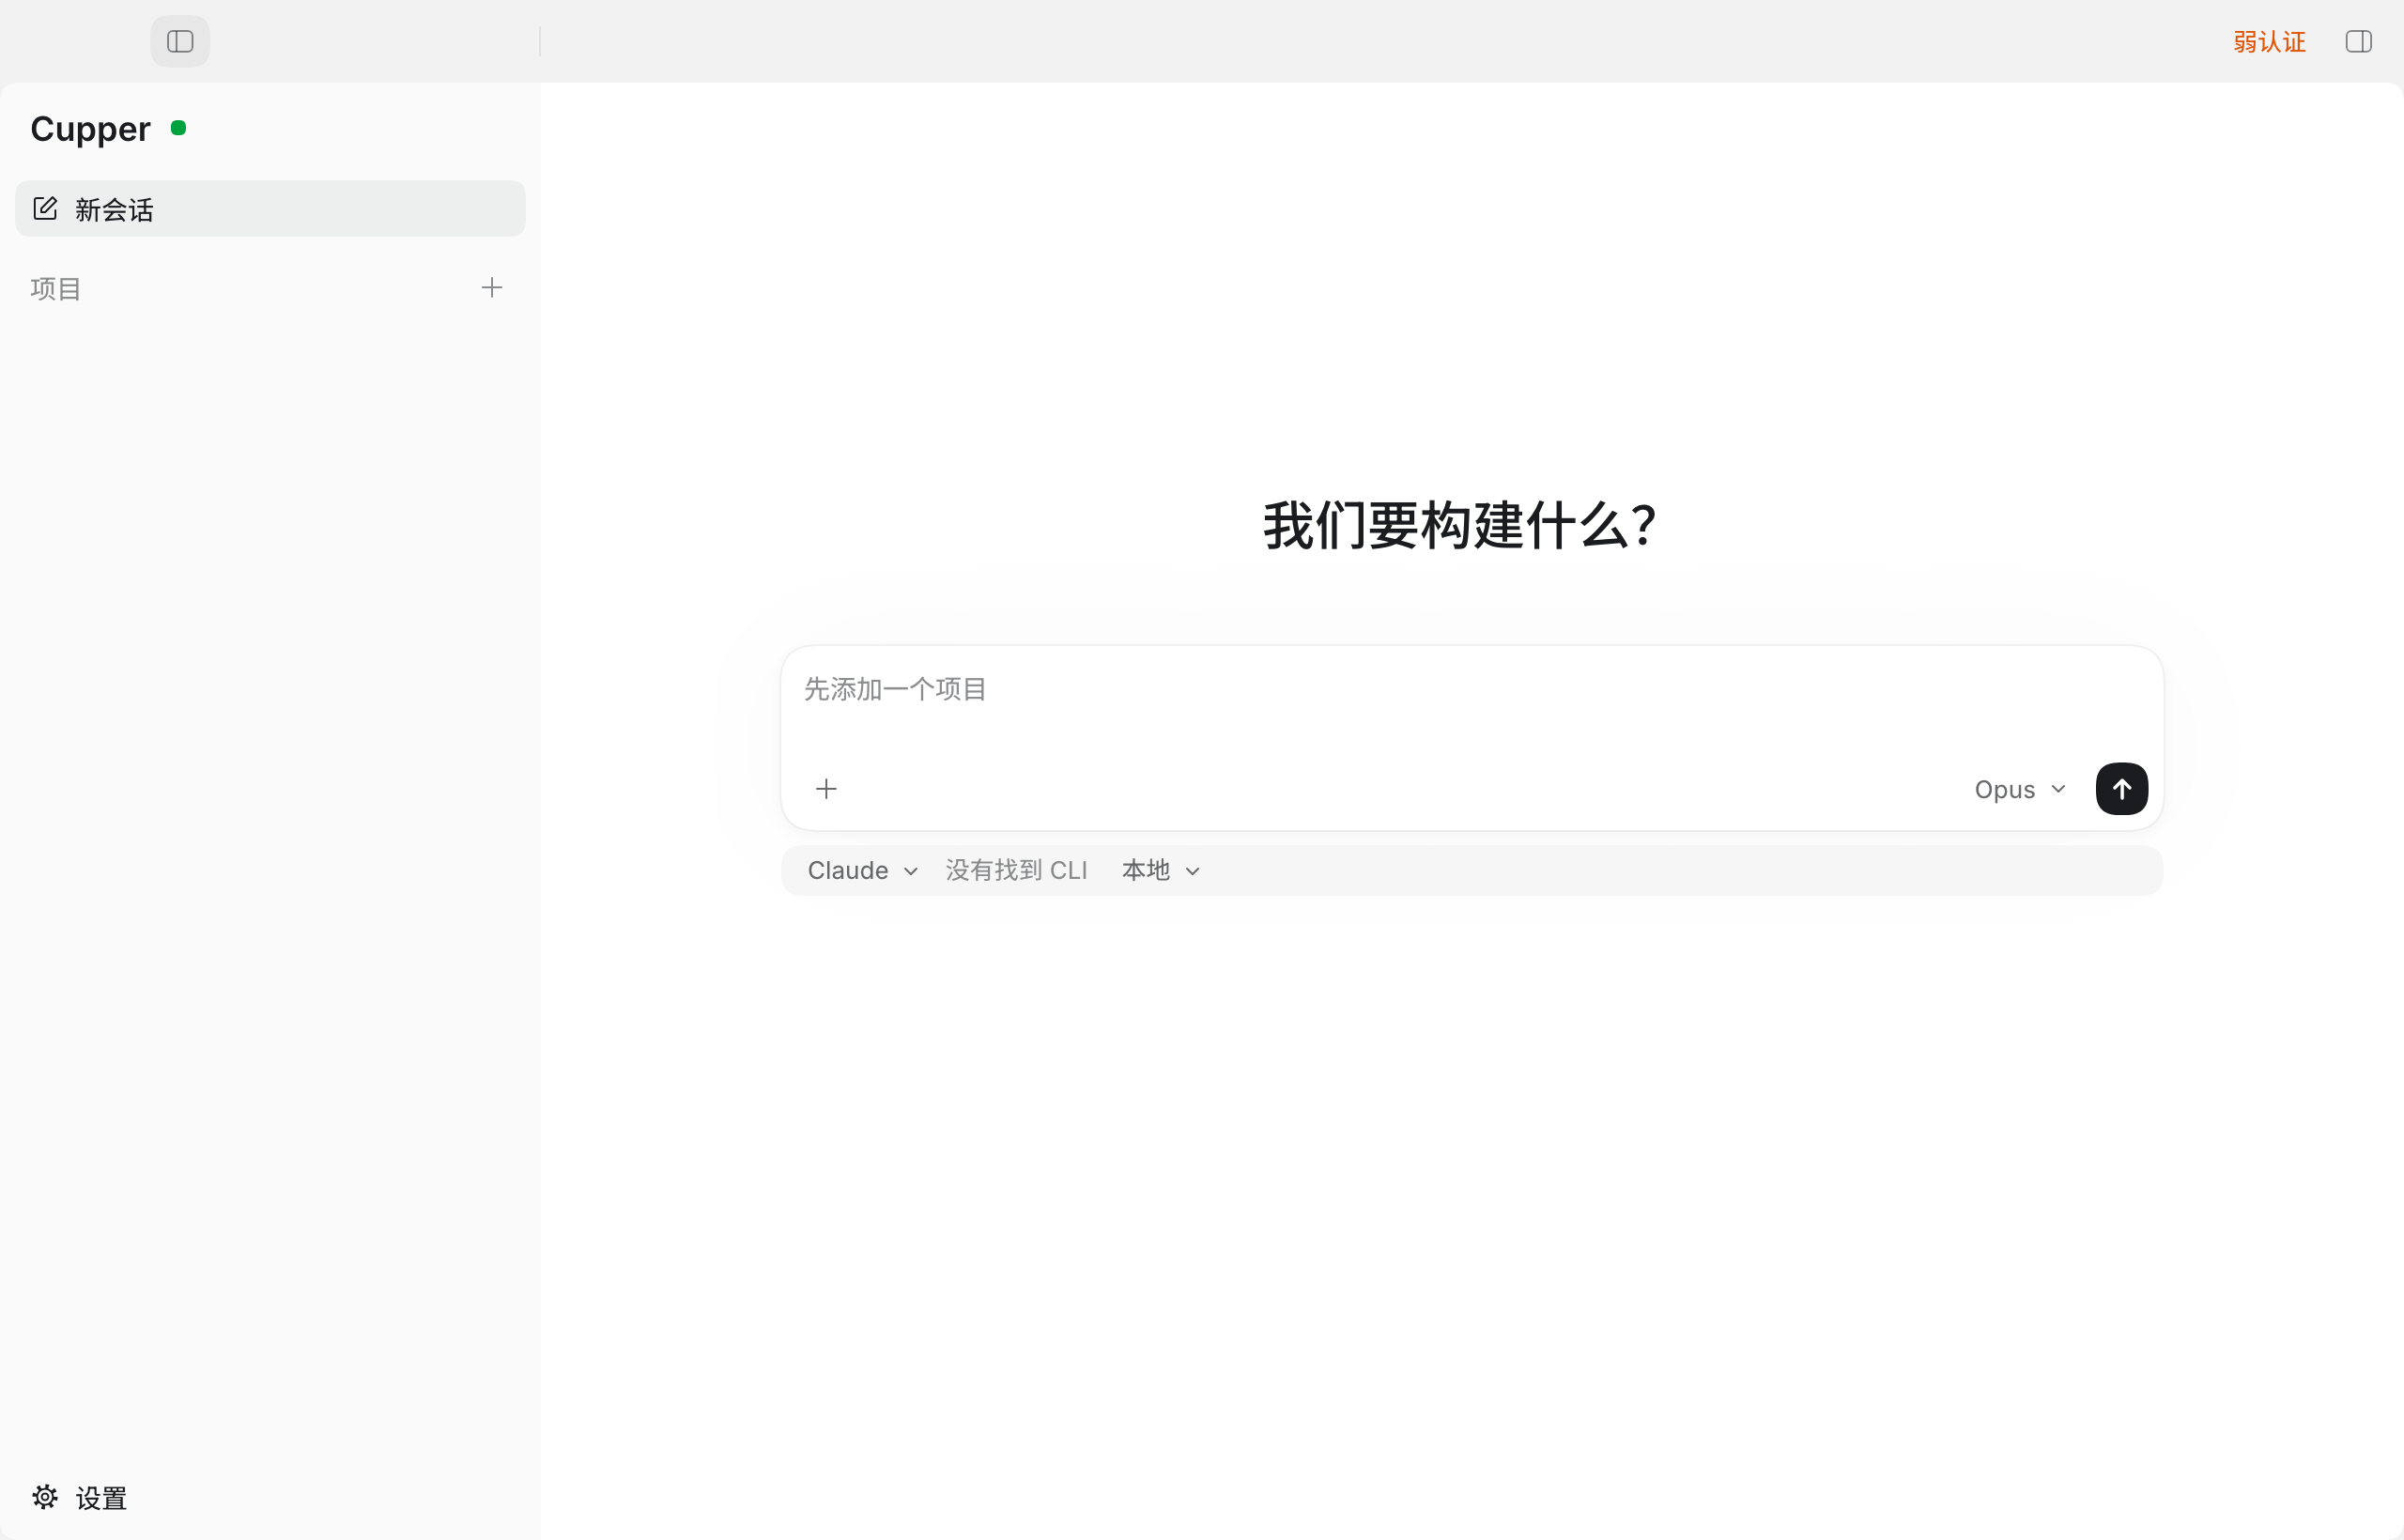 弱认证
Cupper
新会话
项目
我们要构建什么？
先添加一个项目
Opus
Claude 没有找到 CLI 本地
设置